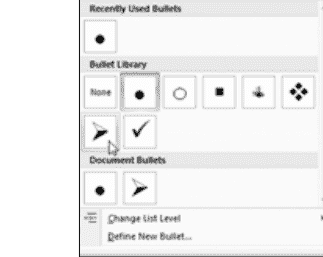 Recently Used Bullets
Bullet Library
None
Document Bullets
Change List Level
Define New Bullet...